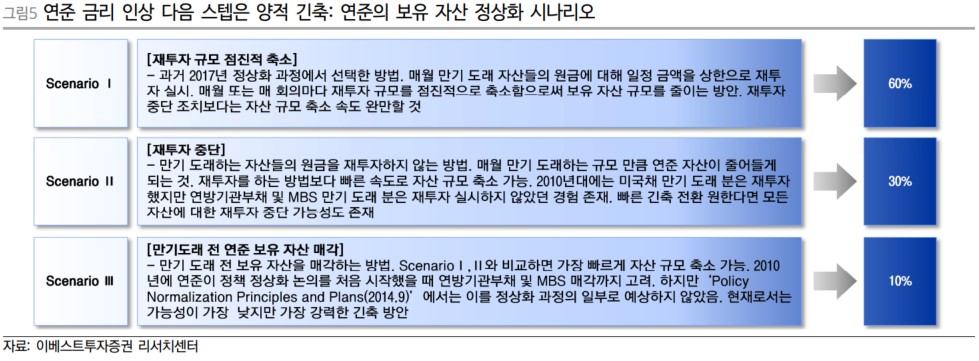 그림5 연준 금리 인상 다음 스텝은 양적 긴축: 연준의 보유 자산 정상화 시나리오
Scenario Ⅰ
[재투자 규모 점진적 축소]
- 과거 2017년 정상화 과정에서 선택한 방법. 매월 만기 도래 자산들의 원금에 대해 일정 금액을 상한으로 재투
자 실시. 매월 또는 매 회의마다 재투자 규모를 점진적으로 축소함으로써 보유 자산 규모를 줄이는 방안. 재투자
중단 조치보다는 자산 규모 축소 속도 완만할 것
60%
Scenario Ⅱ
[재투자 중단]
- 만기 도래하는 자산들의 원금을 재투자하지 않는 방법. 매월 만기 도래하는 규모 만큼 연준 자산이 줄어들게
되는 것. 재투자를 하는 방법보다 빠른 속도로 자산 규모 축소 가능. 2010년대에는 미국채 만기 도래 분은 재투자
했지만 연방기관부채 및 MBS 만기 도래 분은 재투자 실시하지 않았던 경험 존재. 빠른 긴축 전환 원한다면 모든
자산에 대한 재투자 중단 가능성도 존재
30%
Scenario Ⅲ
[만기도래 전 연준 보유 자산 매각]
- 만기 도래 전 보유 자산을 매각하는 방법. ScenarioⅠ,Ⅱ와 비교하면 가장 빠르게 자산 규모 축소 가능. 2010
년에 연준이 정책 정상화 논의를 처음 시작했을 때 연방기관부채 및 MBS 매각까지 고려. 하지만 ‘Policy
Normalization Principles and Plans(2014.9)’ 에서는 이를 정상화 과정의 일부로 예상하지 않았음. 현재로서는
가능성이 가장 낮지만 가장 강력한 긴축 방안
10%
자료: 이베스트투자증권 리서치센터